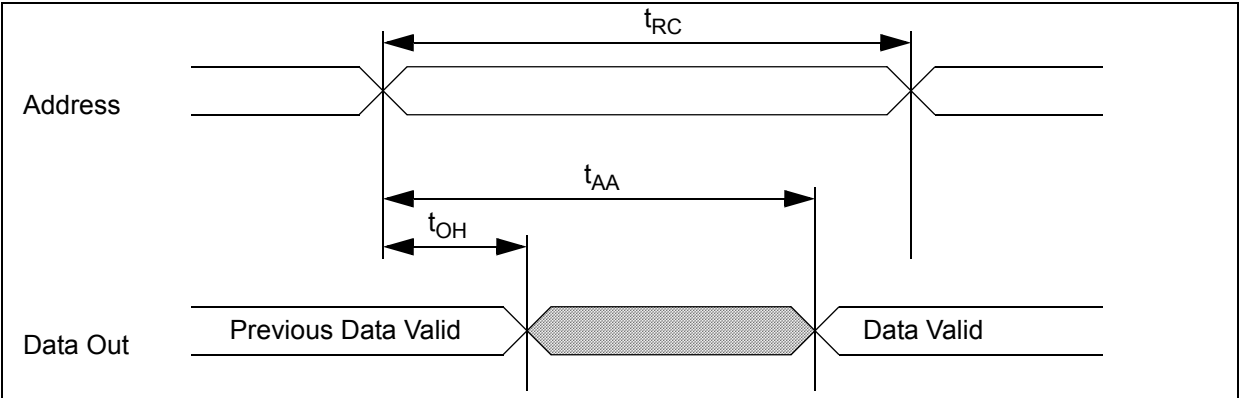 tRC
Address
tAA
tOH
Previous Data Valid
Data Valid
Data Out